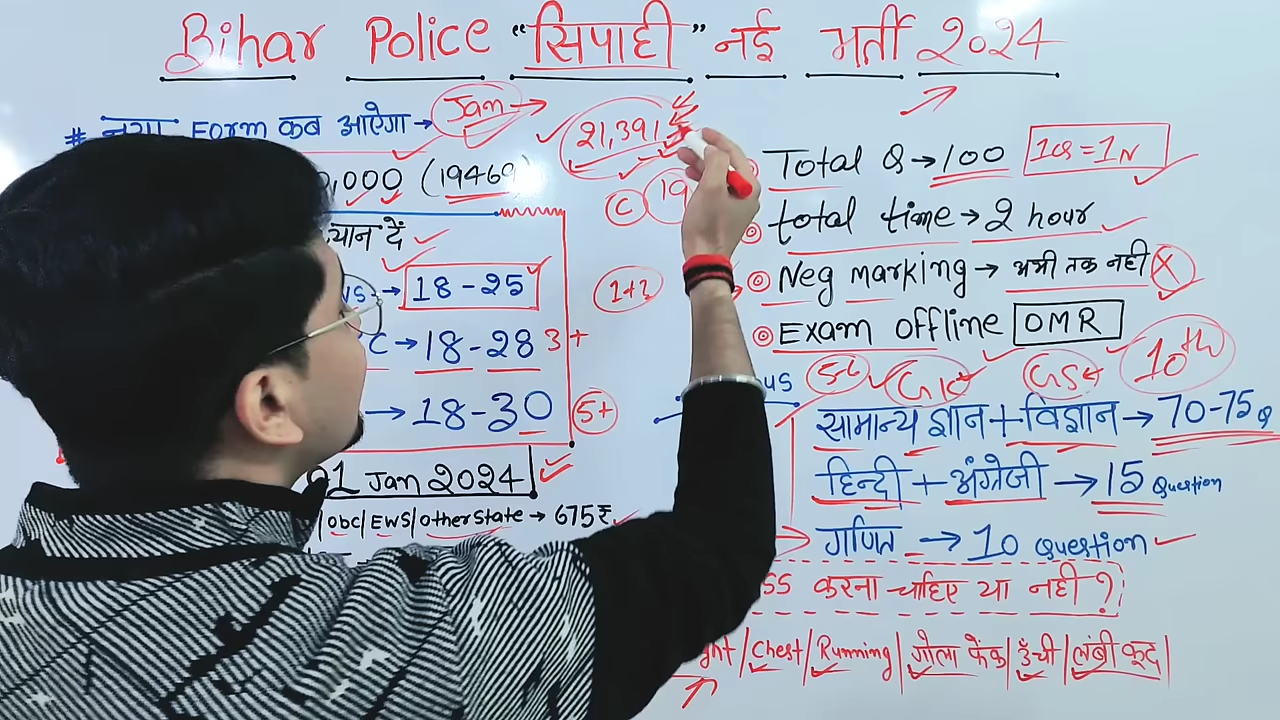 Bihar Police "सिपाही" नई भर्ती 2024
# नया Form कब आऐगा → Jan →
21,391
,000 (19469
C 19
ध्यान दें
→ 18-25
C → 18-28 3+
→ 18-30 5+
1+2
01 Jan 2024
obc/EWS/other State → 675₹
Total Q → 100 1Q = 1N
total time → 2 hour
Neg marking → अभी तक नही X
Exam offline OMR
GK GS 10th
सामान्य ज्ञान + विज्ञान → 70-75 Q
हिन्दी + अंग्रेजी → 15 Question
गणित → 10 Question
करना चाहिए या नही ?
/Chest/Running/गोला फेंक/ऊँची/लंबी कूद/